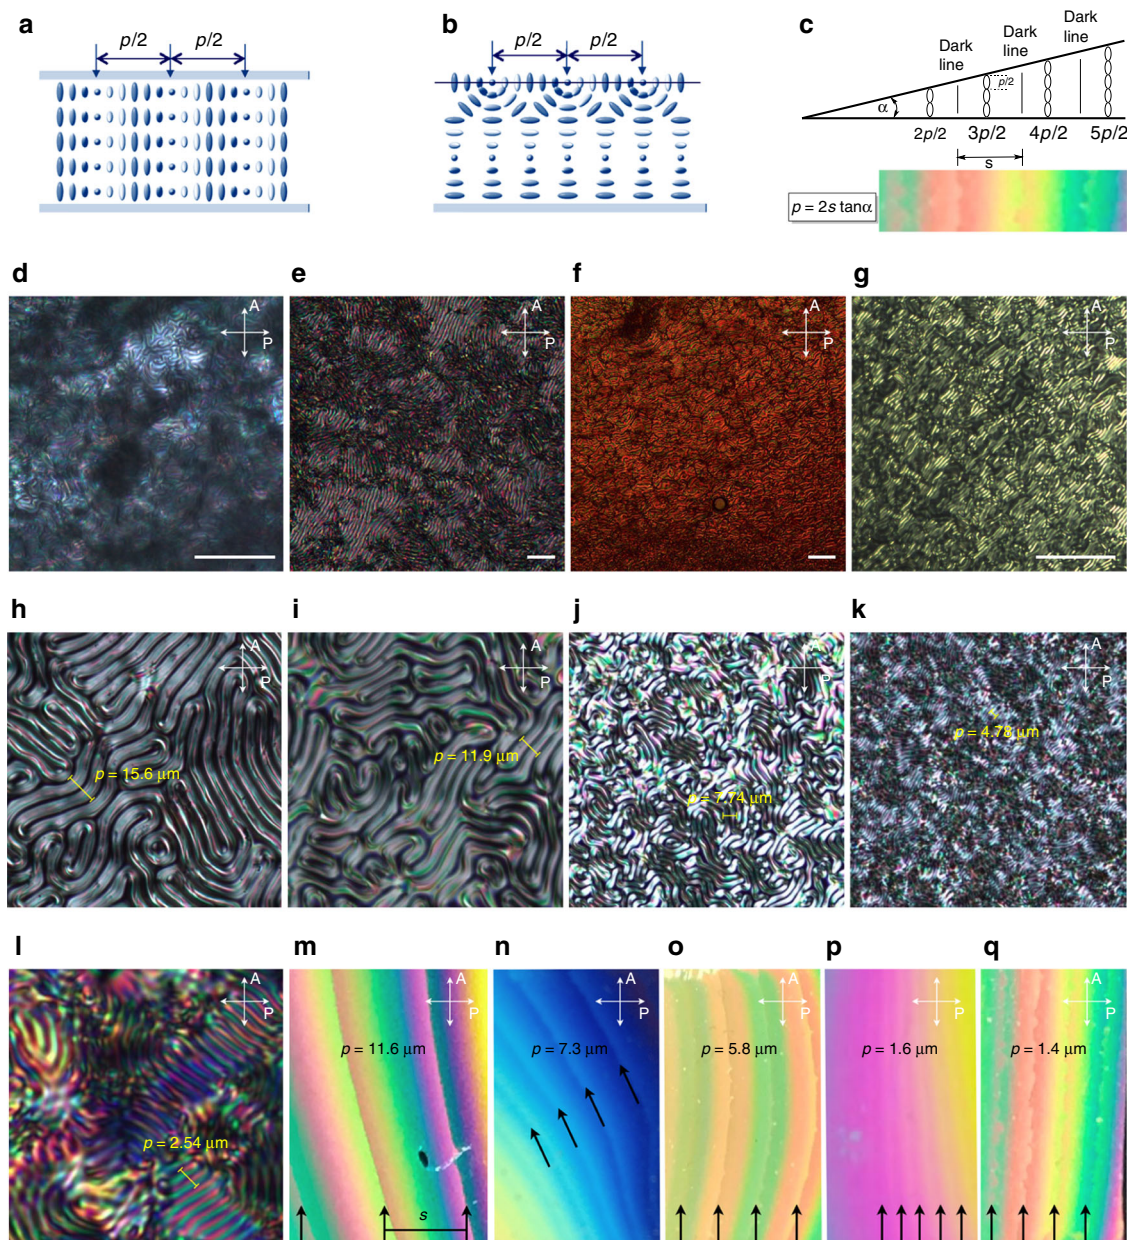 a
p/2
p/2
b
p/2
p/2
c
Dark
line
Dark
line
Dark
line
p/2
α
2p/2
3p/2
4p/2
5p/2
s
p = 2s tanα
d
A
P
e
A
P
f
A
P
g
A
P
h
A
P
p = 15.6 μm
i
A
P
p = 11.9 μm
j
A
P
p = 7.74 μm
k
A
P
p = 4.78 μm
l
A
P
p = 2.54 μm
m
A
P
p = 11.6 μm
s
n
A
P
p = 7.3 μm
o
A
P
p = 5.8 μm
p
A
P
p = 1.6 μm
q
A
P
p = 1.4 μm